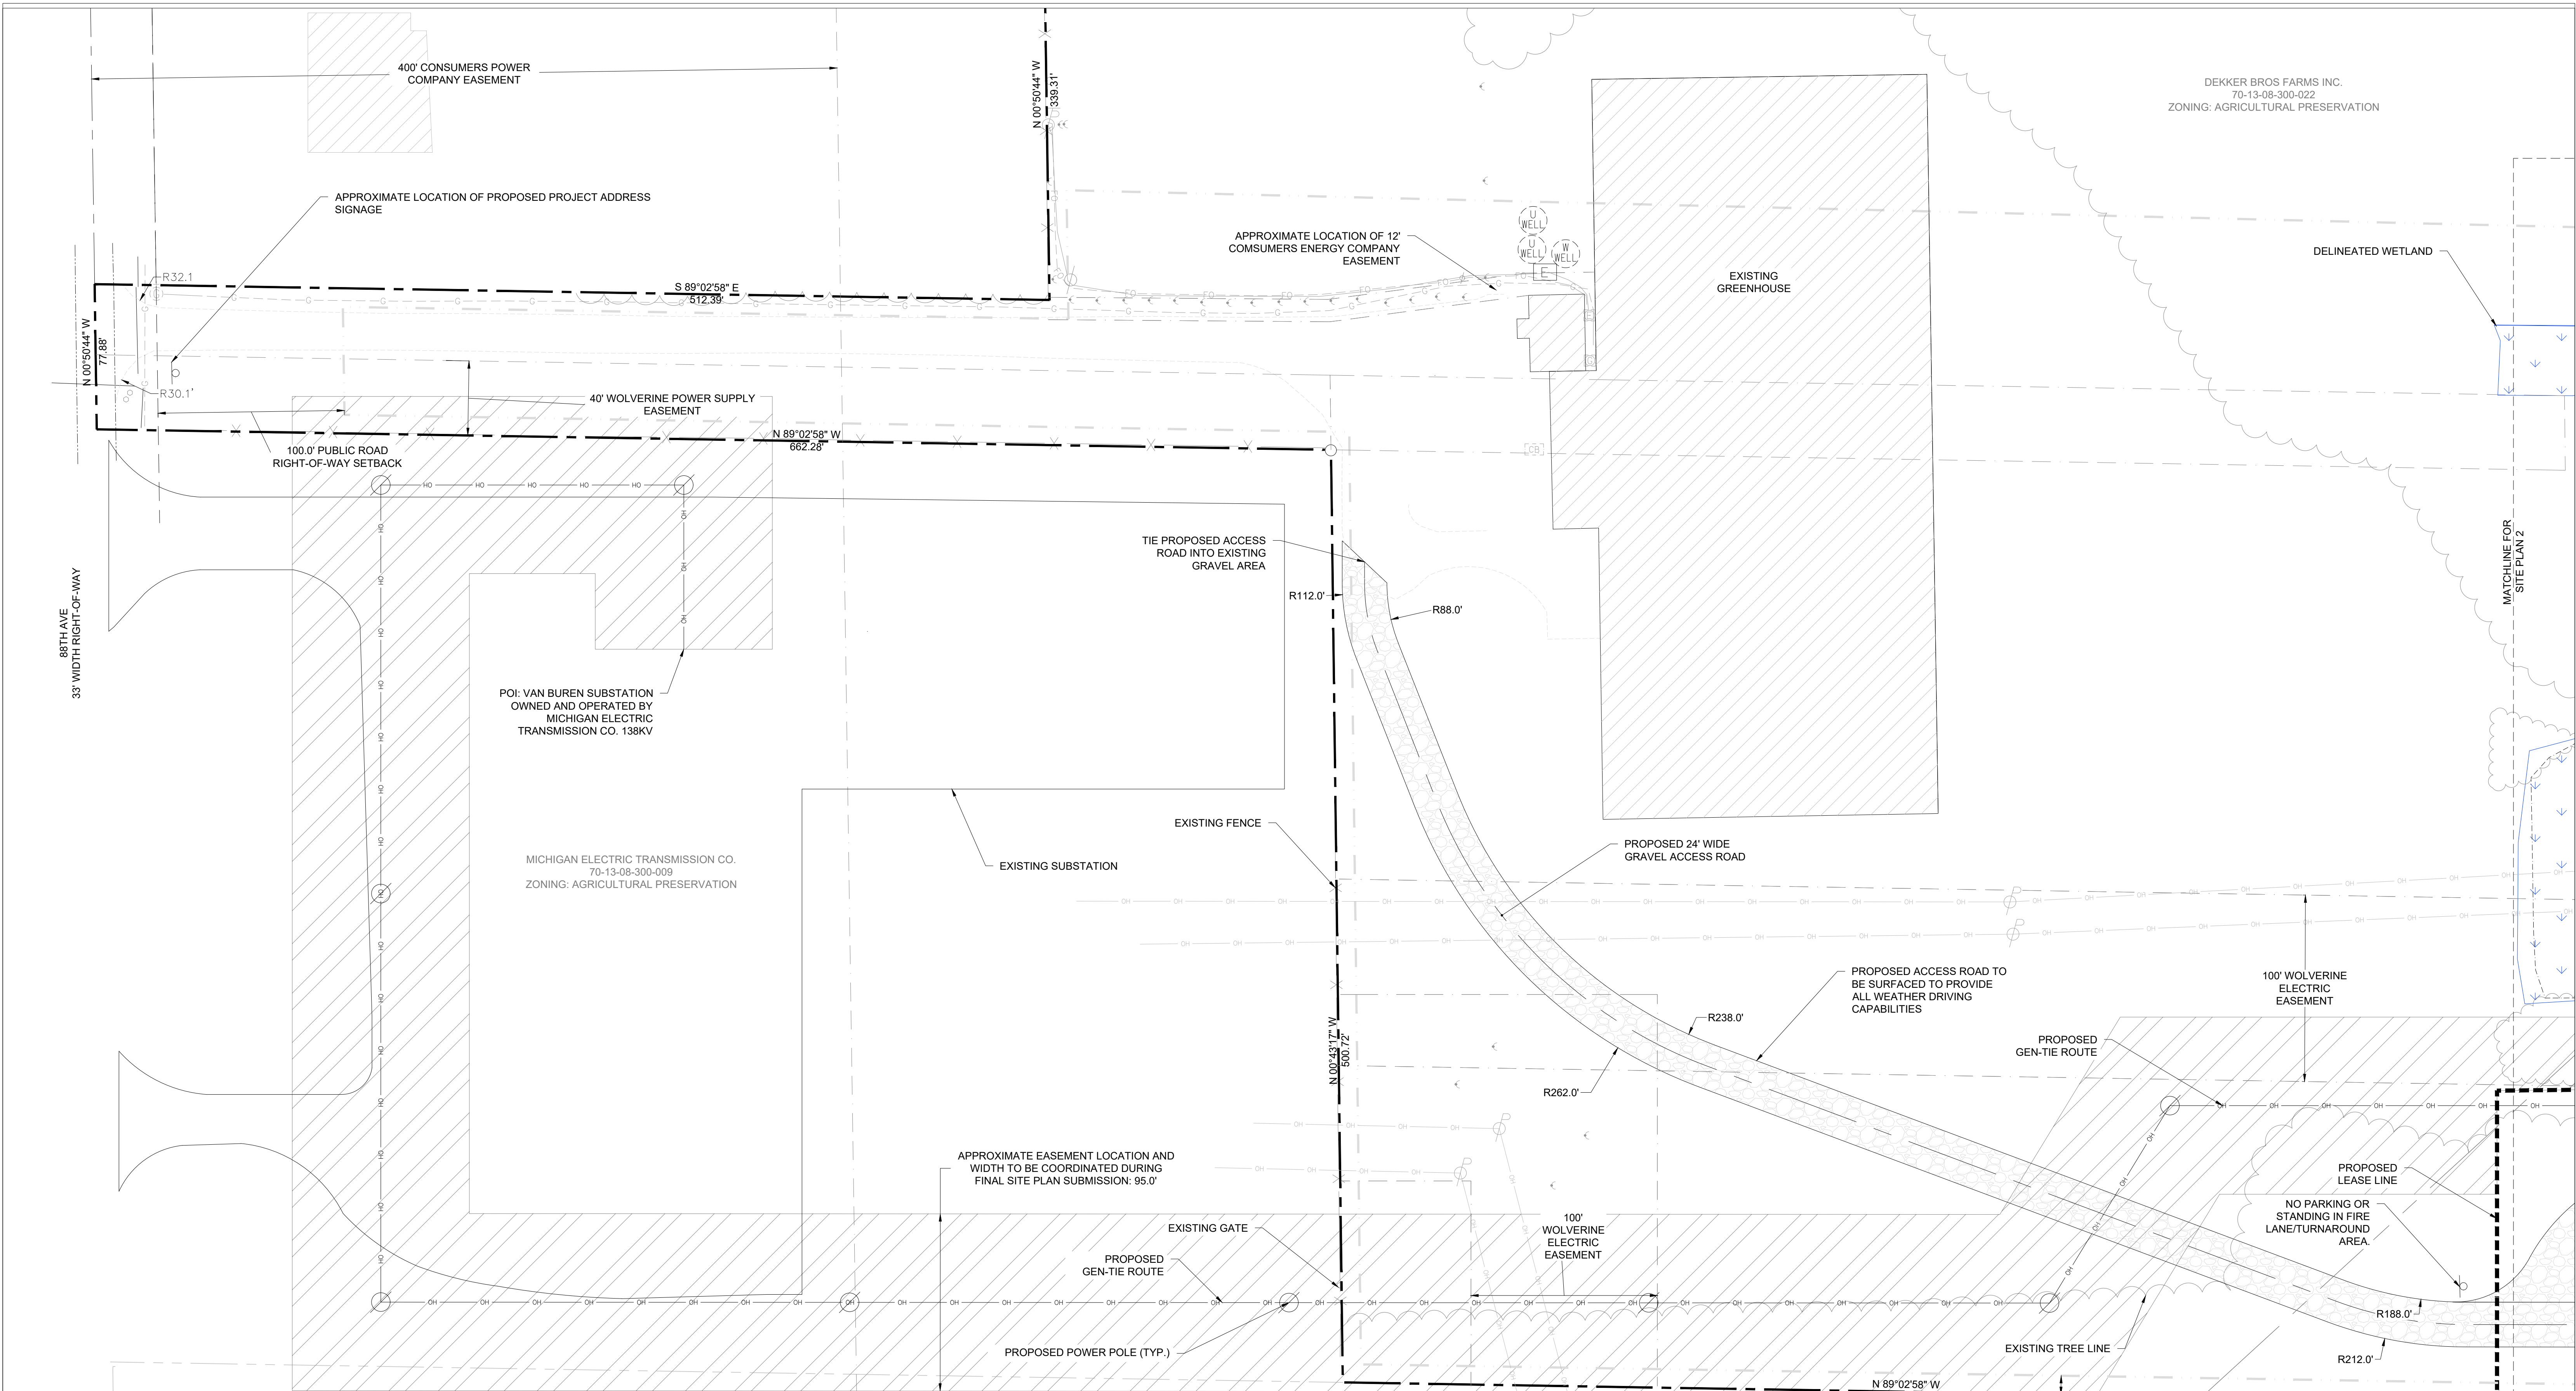 400' CONSUMERS POWER
COMPANY EASEMENT
N 00°50'44" W
339.31'
DEKKER BROS FARMS INC.
70-13-08-300-022
ZONING: AGRICULTURAL PRESERVATION
APPROXIMATE LOCATION OF PROPOSED PROJECT ADDRESS
SIGNAGE
APPROXIMATE LOCATION OF 12'
COMSUMERS ENERGY COMPANY
EASEMENT
U
WELL
U
WELL
W
WELL
E
EXISTING
GREENHOUSE
DELINEATED WETLAND
R32.1
S 89°02'58" E
512.39'
N 00°50'44" W
77.88'
R30.1'
40' WOLVERINE POWER SUPPLY
EASEMENT
N 89°02'58" W
662.28'
100.0' PUBLIC ROAD
RIGHT-OF-WAY SETBACK
CB
TIE PROPOSED ACCESS
ROAD INTO EXISTING
GRAVEL AREA
R112.0'
R88.0'
88TH AVE
33' WIDTH RIGHT-OF-WAY
MATCHLINE FOR
SITE PLAN 2
POI: VAN BUREN SUBSTATION
OWNED AND OPERATED BY
MICHIGAN ELECTRIC
TRANSMISSION CO. 138KV
EXISTING FENCE
PROPOSED 24' WIDE
GRAVEL ACCESS ROAD
MICHIGAN ELECTRIC TRANSMISSION CO.
70-13-08-300-009
ZONING: AGRICULTURAL PRESERVATION
EXISTING SUBSTATION
PROPOSED ACCESS ROAD TO
BE SURFACED TO PROVIDE
ALL WEATHER DRIVING
CAPABILITIES
100' WOLVERINE
ELECTRIC
EASEMENT
R238.0'
PROPOSED
GEN-TIE ROUTE
N 00°43'17" W
500.72'
R262.0'
APPROXIMATE EASEMENT LOCATION AND
WIDTH TO BE COORDINATED DURING
FINAL SITE PLAN SUBMISSION: 95.0'
PROPOSED
LEASE LINE
NO PARKING OR
STANDING IN FIRE
LANE/TURNAROUND
AREA.
EXISTING GATE
100'
WOLVERINE
ELECTRIC
EASEMENT
PROPOSED
GEN-TIE ROUTE
R188.0'
PROPOSED POWER POLE (TYP.)
EXISTING TREE LINE
R212.0'
N 89°02'58" W